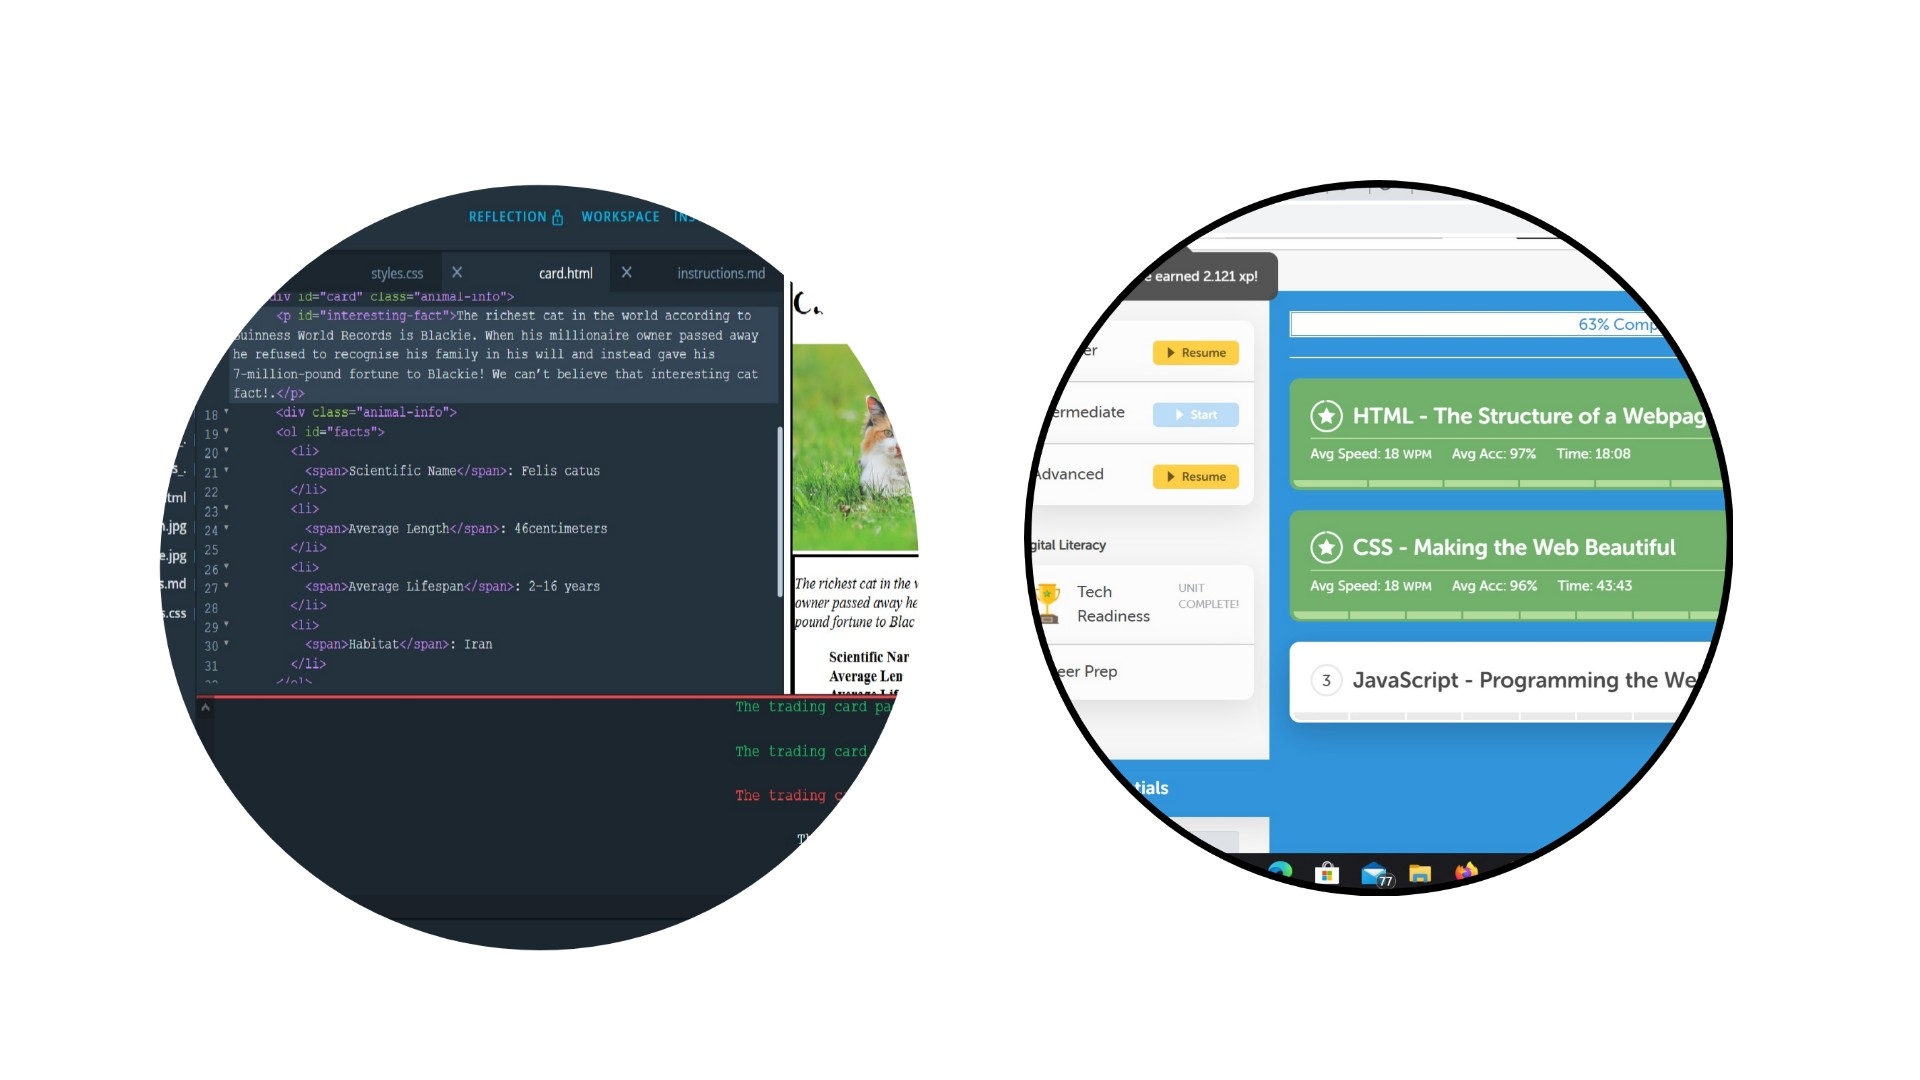 REFLECTION WORKSPACE
styles.css card.html instructions.md
id="card" class="animal-info">
<p id="interesting-fact">The richest cat in the world according to
Guinness World Records is Blackie. When his millionaire owner passed away
he refused to recognise his family in his will and instead gave his
7-million-pound fortune to Blackie! We can't believe that interesting cat
fact!.</p>
18 <div class="animal-info">
19 <ol id="facts">
20 <li>
21 <span>Scientific Name</span>: Felis catus
22 </li>
23 <li>
24 <span>Average Length</span>: 46centimeters
25 </li>
26 <li>
27 <span>Average Lifespan</span>: 2-16 years
28 </li>
29 <li>
30 <span>Habitat</span>: Iran
31 </li>
.jpg
.jpg
.md
.css
The richest cat in the
owner passed away he
pound fortune to Blac
Scientific Nar
Average Len
The trading card pa
The trading card
The trading
earned 2.121 xp!
Resume
ermediate Start
Advanced Resume
gital Literacy
Tech
Readiness
UNIT
COMPLETE!
eer Prep
tials
63% Comp
HTML - The Structure of a Webpag
Avg Speed: 18 WPM Avg Acc: 97% Time: 18:08
CSS - Making the Web Beautiful
Avg Speed: 18 WPM Avg Acc: 96% Time: 43:43
3 JavaScript - Programming the We
77